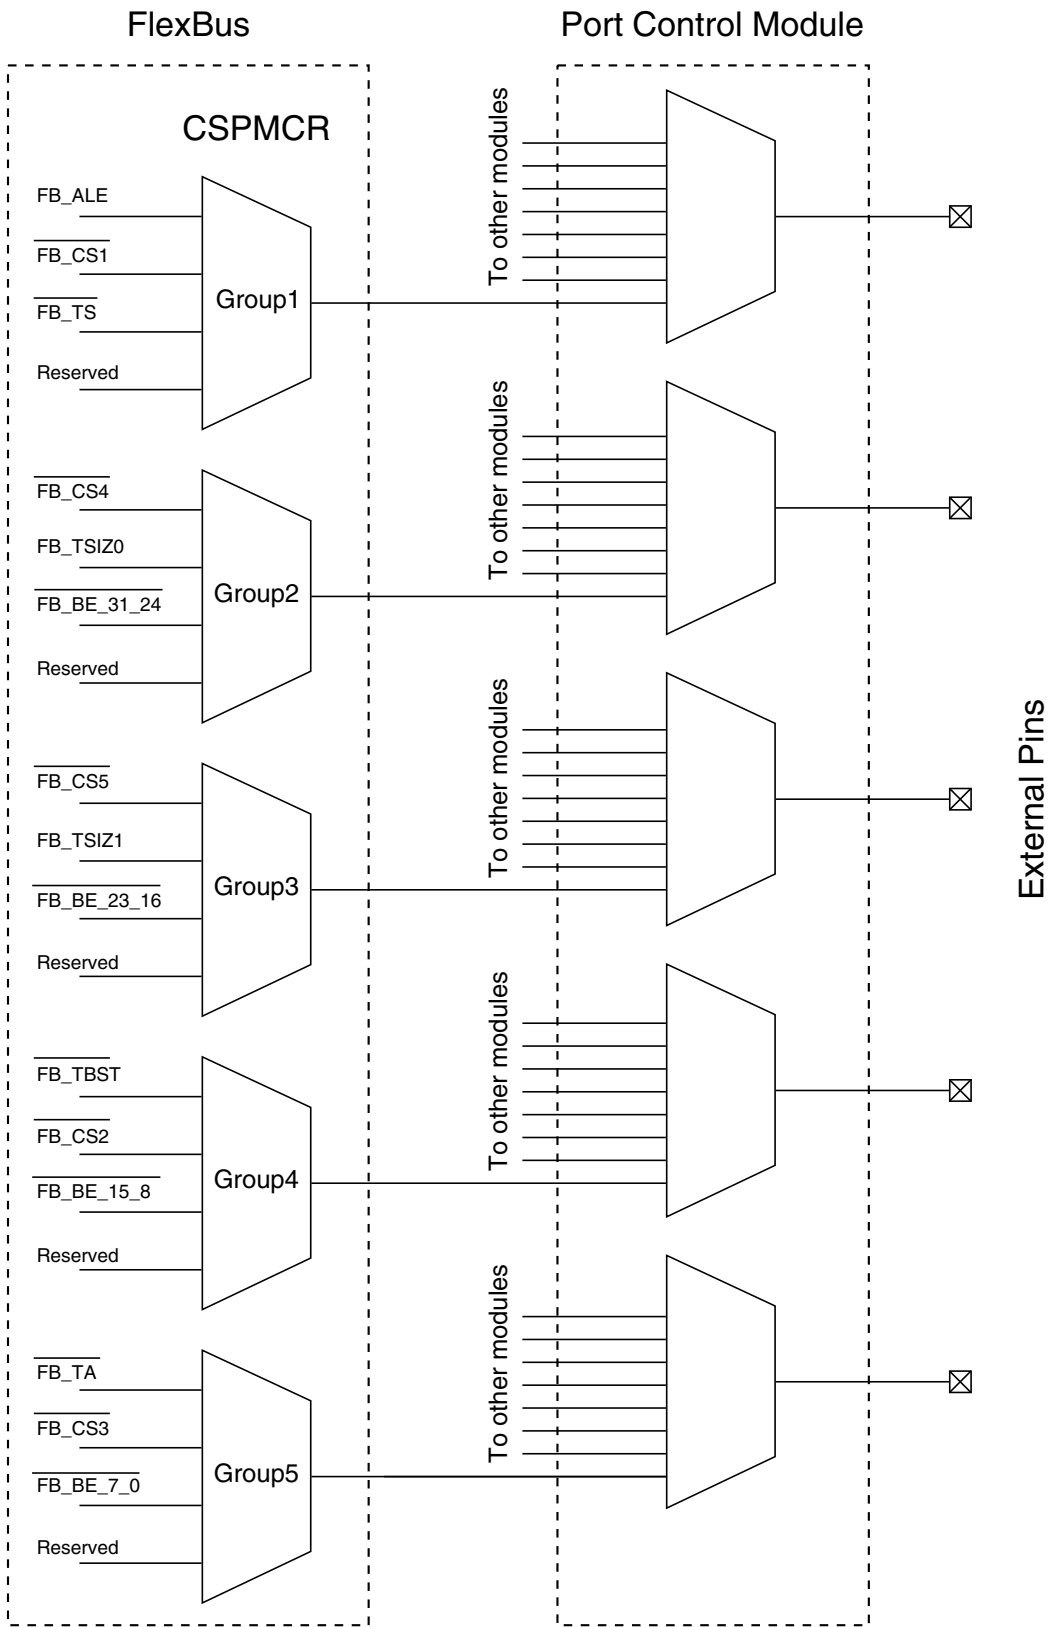 FlexBus
Port Control Module
CSPMCR
FB_ALE
FB_CS1
FB_TS
Reserved
Group1
To other modules
FB_CS4
FB_TSIZ0
FB_BE_31_24
Reserved
Group2
To other modules
FB_CS5
FB_TSIZ1
FB_BE_23_16
Reserved
Group3
To other modules
FB_TBST
FB_CS2
FB_BE_15_8
Reserved
Group4
To other modules
FB_TA
FB_CS3
FB_BE_7_0
Reserved
Group5
To other modules
External Pins